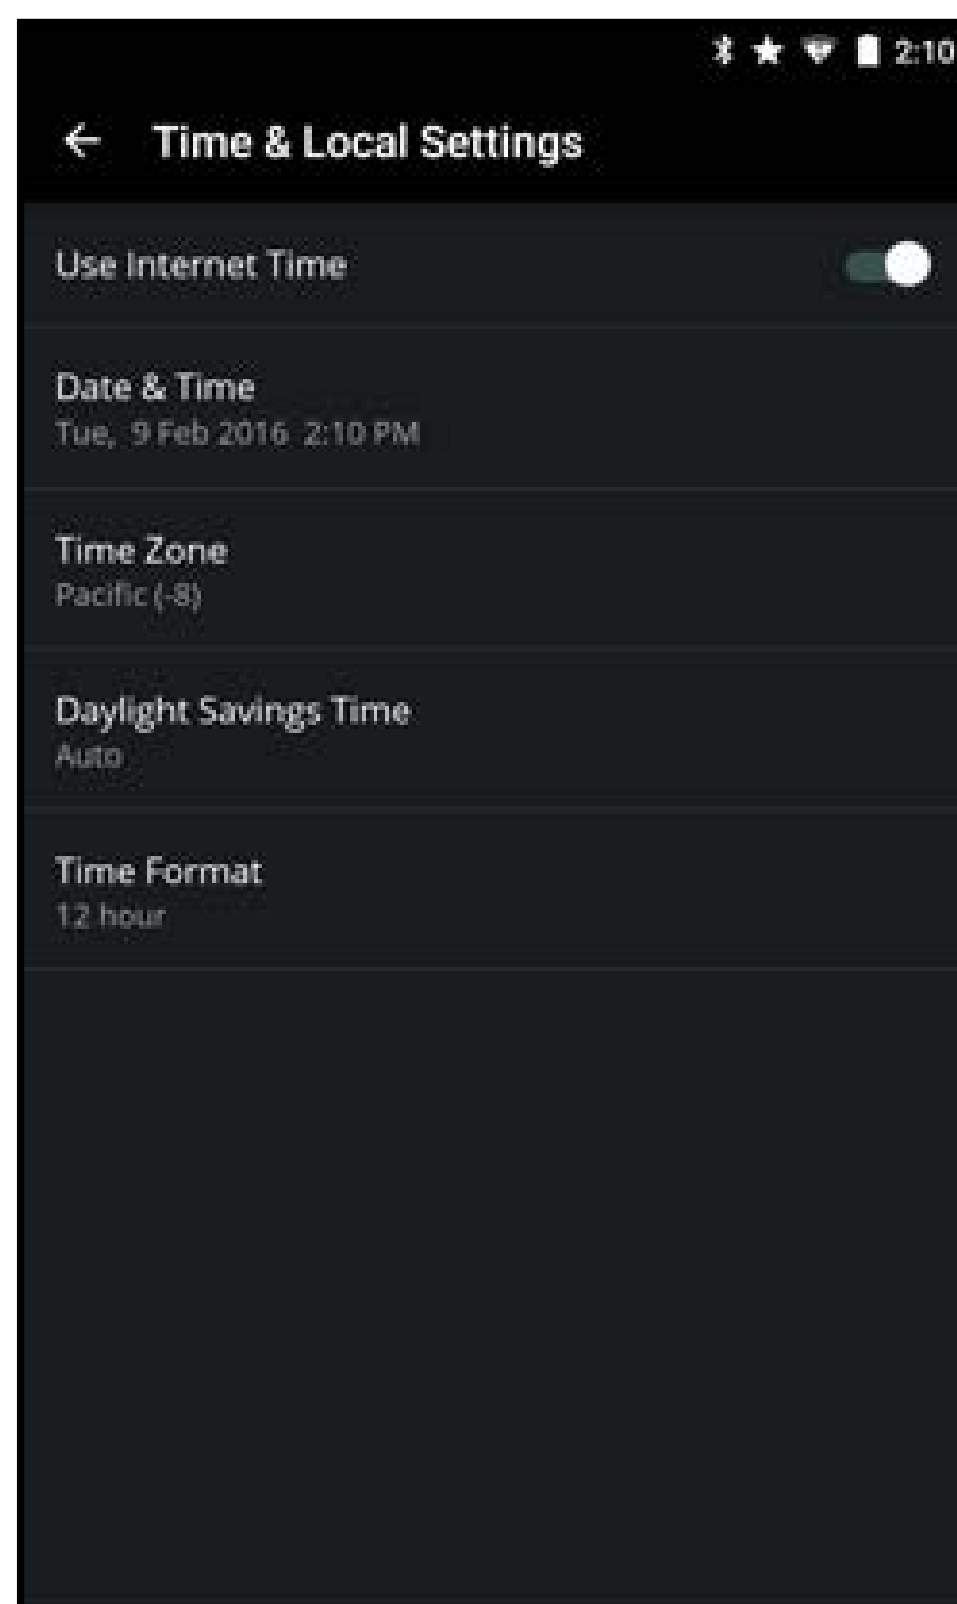 2:10
Time & Local Settings
Use Internet Time
Date & Time
Tue, 9 Feb 2016 2:10 PM
Time Zone
Pacific (-8)
Daylight Savings Time
Auto
Time Format
12 hour